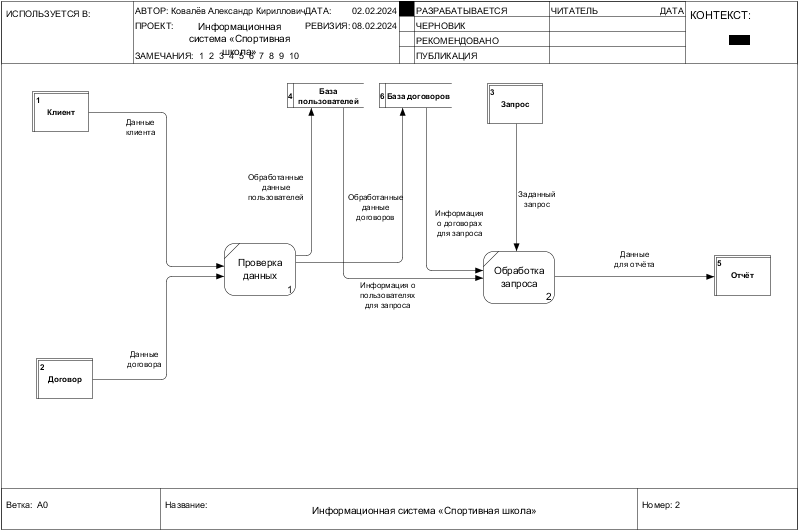 ИСПОЛЬЗУЕТСЯ В:
АВТОР: Ковалёв Александр Кириллович
ДАТА: 02.02.2024
ПРОЕКТ: Информационная
система «Спортивная
школа»
РЕВИЗИЯ: 08.02.2024
ЗАМЕЧАНИЯ: 1 2 3 4 5 6 7 8 9 10
РАЗРАБАТЫВАЕТСЯ
ЧЕРНОВИК
РЕКОМЕНДОВАНО
ПУБЛИКАЦИЯ
ЧИТАТЕЛЬ ДАТА
КОНТЕКСТ:
1
Клиент
Данные
клиента
4
База
пользователей
6
База договоров
3
Запрос
Обработанные
данные
пользователей
Обработанные
данные
договоров
Информация
о договорах
для запроса
Заданный
запрос
Проверка
данных
1
Обработка
запроса
2
Данные
для отчёта
5
Отчёт
Информация о
пользователях
для запроса
2
Договор
Данные
договора
Ветка: A0
Название:
Информационная система «Спортивная школа»
Номер: 2